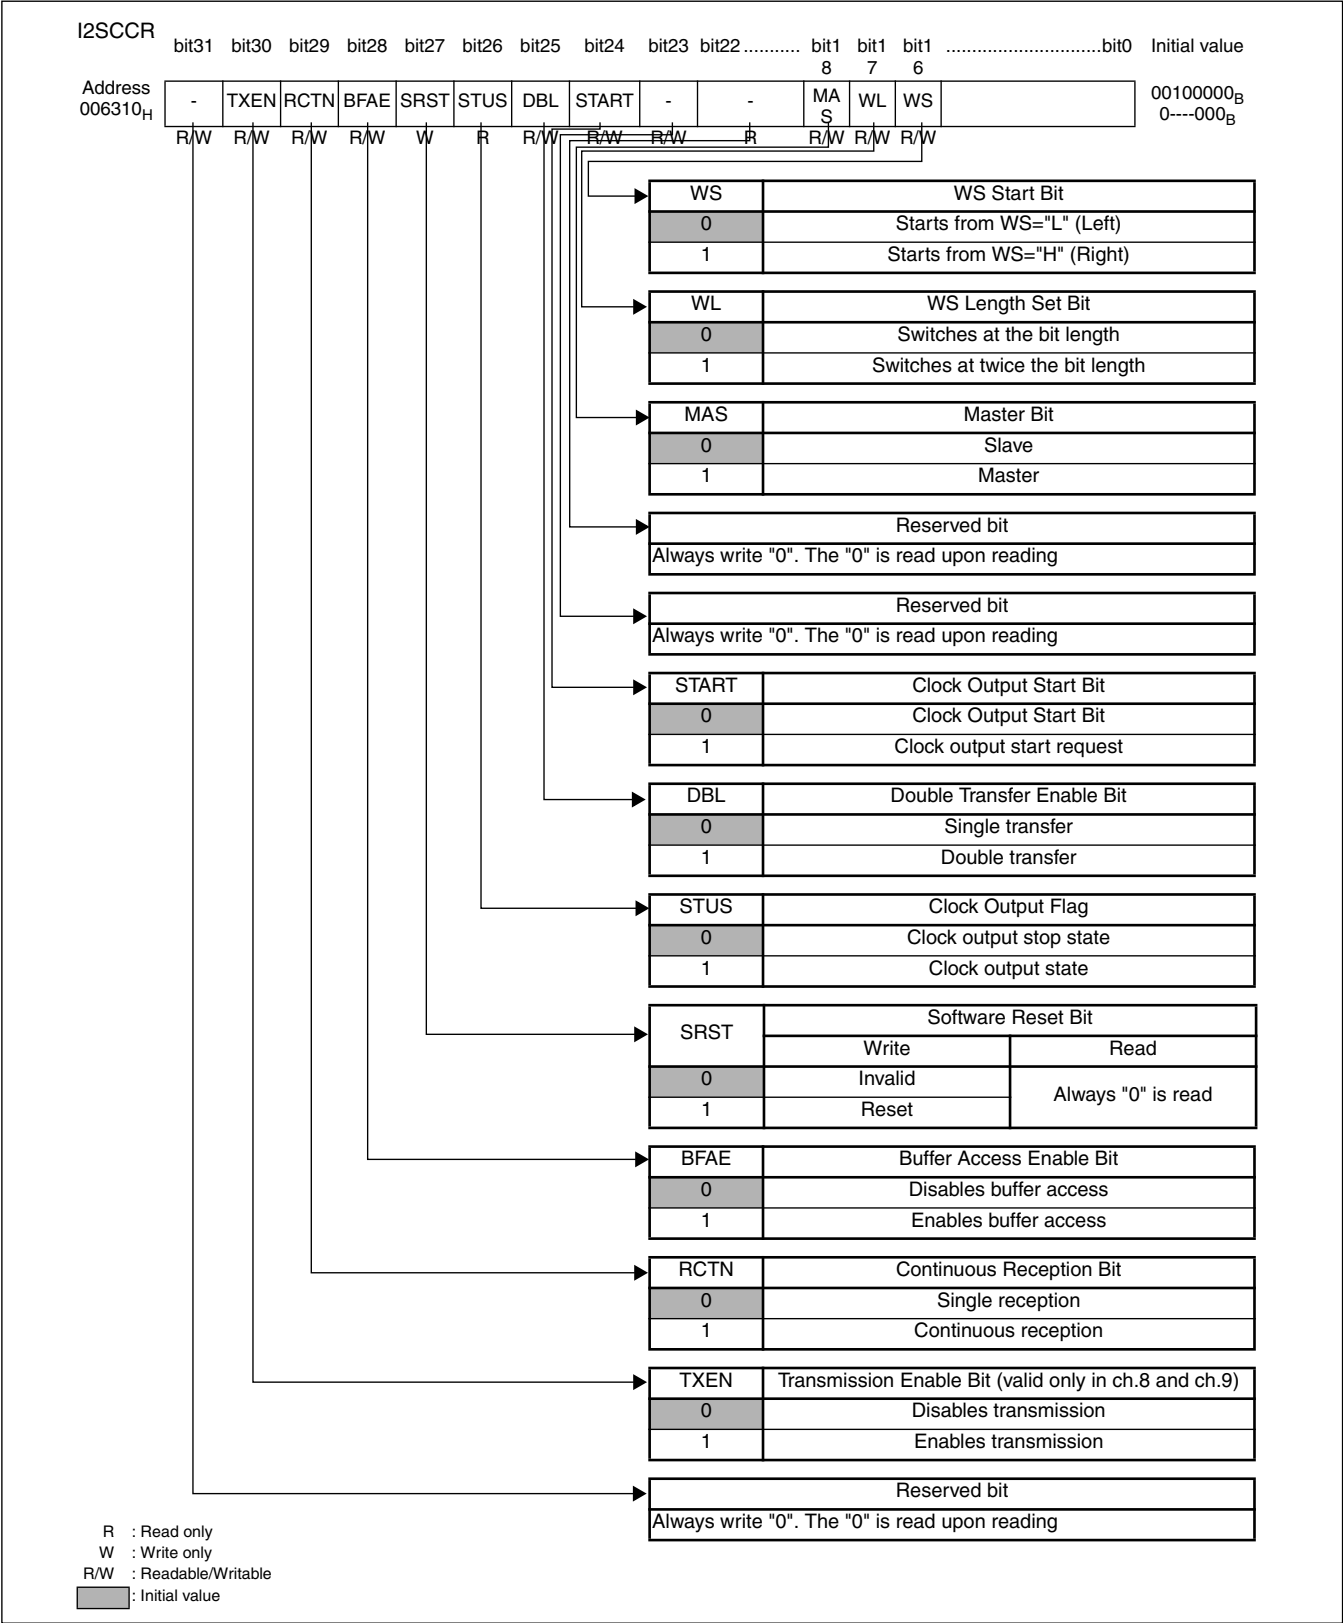 I2SCCR
bit31 bit30 bit29 bit28 bit27 bit26 bit25 bit24 bit23 bit22 ........... bit1 bit1 bit1 ..............................bit0 Initial value
8 7 6
Address
006310H
- TXEN RCTN BFAE SRST STUS DBL START - - MA S WL WS
00100000B
0----000B
R/W R/W R/W R/W W R R/W R/W R/W R R/W R/W R/W
WS WS Start Bit
0 Starts from WS="L" (Left)
1 Starts from WS="H" (Right)
WL WS Length Set Bit
0 Switches at the bit length
1 Switches at twice the bit length
MAS Master Bit
0 Slave
1 Master
Reserved bit
Always write "0". The "0" is read upon reading
Reserved bit
Always write "0". The "0" is read upon reading
START Clock Output Start Bit
0 Clock Output Start Bit
1 Clock output start request
DBL Double Transfer Enable Bit
0 Single transfer
1 Double transfer
STUS Clock Output Flag
0 Clock output stop state
1 Clock output state
SRST Software Reset Bit
Write Read
0 Invalid Always "0" is read
1 Reset
BFAE Buffer Access Enable Bit
0 Disables buffer access
1 Enables buffer access
RCTN Continuous Reception Bit
0 Single reception
1 Continuous reception
TXEN Transmission Enable Bit (valid only in ch.8 and ch.9)
0 Disables transmission
1 Enables transmission
Reserved bit
Always write "0". The "0" is read upon reading
R : Read only
W : Write only
R/W : Readable/Writable
: Initial value